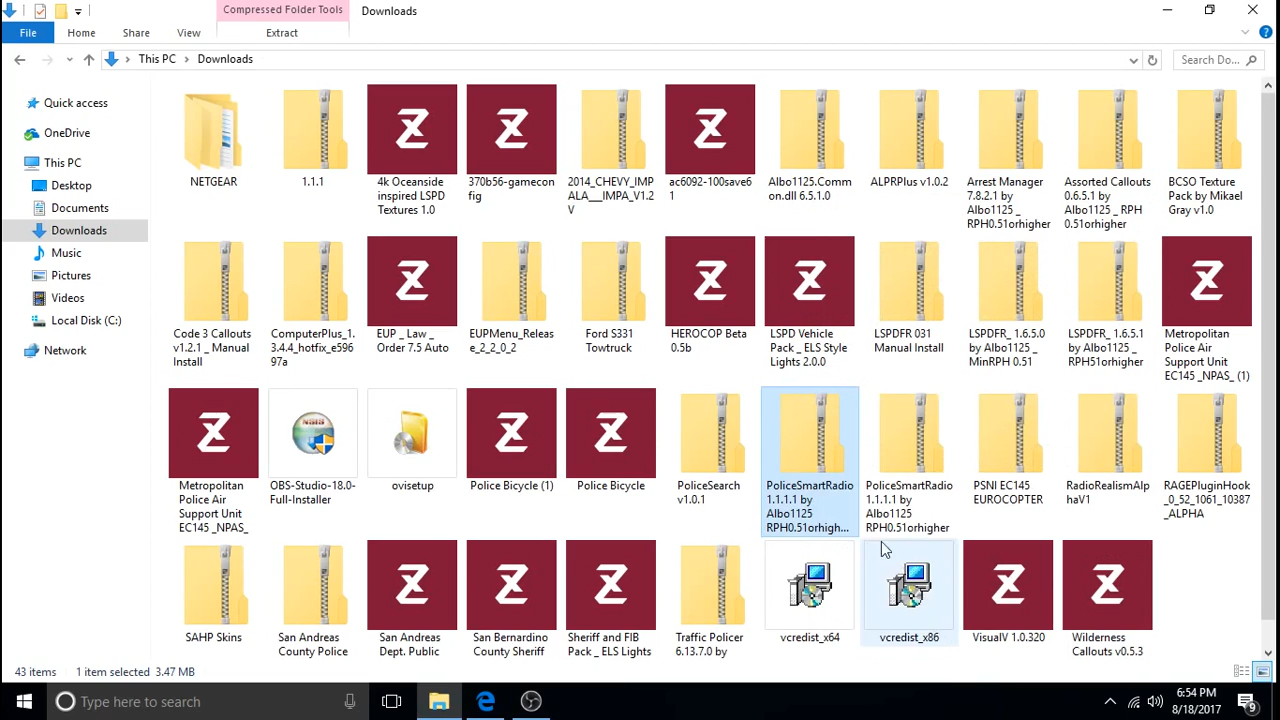 Compressed Folder Tools
Downloads
File
Home
Share
View
Extract
This PC
Downloads
Search Do...
Quick access
OneDrive
This PC
Desktop
Documents
Downloads
Music
Pictures
Videos
Local Disk (C:)
Network
NETGEAR
1.1.1
4k Oceanside
inspired LSPD
Textures 1.0
370b56-gamecon
fig
2014_CHEVY_IMP
ALA___IMPA_V1.2
V
ac6092-100save6
1
Albo1125.Com
on.dll 6.5.1.0
ALPRPlus v1.0.2
Arrest Manager
7.8.2.1 by
Albo1125 _
RPH0.51orhigher
Assorted Callouts
0.6.5.1 by
Albo1125 _ RPH
0.51orhigher
BCSO Texture
Pack by Mikael
Gray v1.0
Code 3 Callouts
v1.2.1 _ Manual
Install
ComputerPlus_1.
3.4.4_hotfix_e596
97a
EUP _ Law _
Order 7.5 Auto
EUPMenu_Releas
e_2_2_0_2
Ford S331
Towtruck
HEROCOP Beta
0.5b
LSPD Vehicle
Pack _ ELS Style
Lights 2.0.0
LSPDFR 031
Manual Install
LSPDFR_ 1.6.5.0
by Albo1125 _
MinRPH 0.51
LSPDFR_ 1.6.5.1
by Albo1125 _
RPH51orhigher
Metropolitan
Police Air
Support Unit
EC145 _NPAS_ (1)
Metropolitan
Police Air
Support Unit
EC145 _NPAS_
OBS-Studio-18.0-
Full-Installer
ovisetup
Police Bicycle (1)
Police Bicycle
PoliceSearch
v1.0.1
PoliceSmartRadio
1.1.1.1 by
Albo1125
RPH0.51orhigh...
PoliceSmartRadio
1.1.1.1 by
Albo1125
RPH0.51orhigher
PSNI EC145
EUROCOPTER
RadioRealismAlp
haV1
RAGEPluginHook
_0_52_1061_10387
_ALPHA
SAHP Skins
San Andreas
County Police
San Andreas
Dept. Public
San Bernardino
County Sheriff
Sheriff and FIB
Pack _ ELS Lights
Traffic Policer
6.13.7.0 by
vcredist_x64
vcredist_x86
VisualV 1.0.320
Wilderness
Callouts v0.5.3
43 items
1 item selected 3.47 MB
Type here to search
6:54 PM
8/18/2017
9